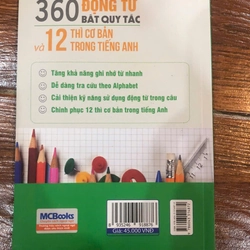 360 ĐỘNG TỪ
BẤT QUY TẮC
và 12 THÌ CƠ BẢN
TRONG TIẾNG ANH
Tăng khả năng ghi nhớ từ nhanh
Dễ dàng tra cứu theo Alphabet
Cải thiện kỹ năng sử dụng động từ trong câu
Chinh phục 12 thì cơ bản trong tiếng Anh
MCBooks
Giá: 45.000 VNĐ